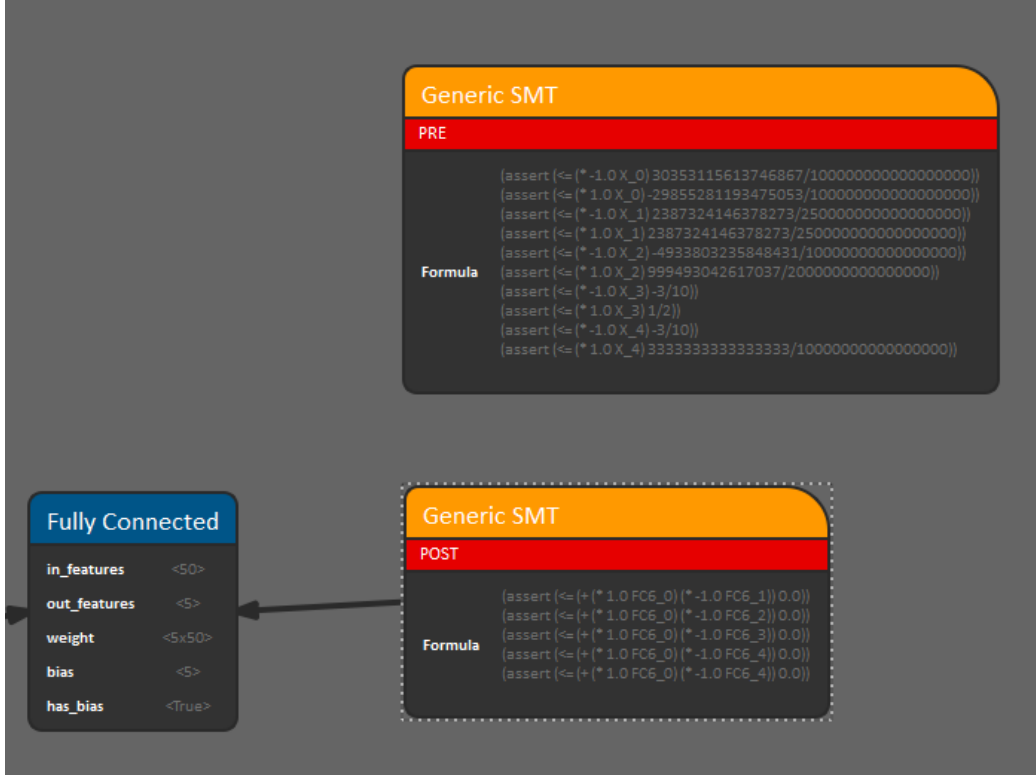 Generic SMT
PRE
Formula
(assert (<= (* -1.0 X_0) 30353115613746867/100000000000000000))
(assert (<= (* 1.0 X_0) -29855281193475053/100000000000000000))
(assert (<= (* -1.0 X_1) 2387324146378273/250000000000000000))
(assert (<= (* 1.0 X_1) 2387324146378273/250000000000000000))
(assert (<= (* -1.0 X_2) -4933803235848431/10000000000000000))
(assert (<= (* 1.0 X_2) 999493042617037/2000000000000000))
(assert (<= (* -1.0 X_3) -3/10))
(assert (<= (* 1.0 X_3) 1/2))
(assert (<= (* -1.0 X_4) -3/10))
(assert (<= (* 1.0 X_4) 3333333333333333/10000000000000000))
Fully Connected
in_features <50>
out_features <5>
weight <5x50>
bias <5>
has_bias <True>
Generic SMT
POST
Formula
(assert (<= (+ (* 1.0 FC6_0) (* -1.0 FC6_1)) 0.0))
(assert (<= (+ (* 1.0 FC6_0) (* -1.0 FC6_2)) 0.0))
(assert (<= (+ (* 1.0 FC6_0) (* -1.0 FC6_3)) 0.0))
(assert (<= (+ (* 1.0 FC6_0) (* -1.0 FC6_4)) 0.0))
(assert (<= (+ (* 1.0 FC6_0) (* -1.0 FC6_4)) 0.0))